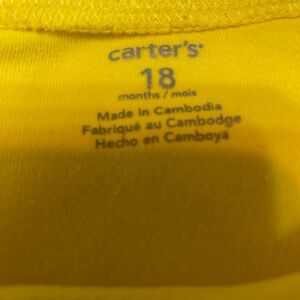 carter's
18
months / mois
Made in Cambodia
Fabriqué au Cambodge
Hecho en Camboya